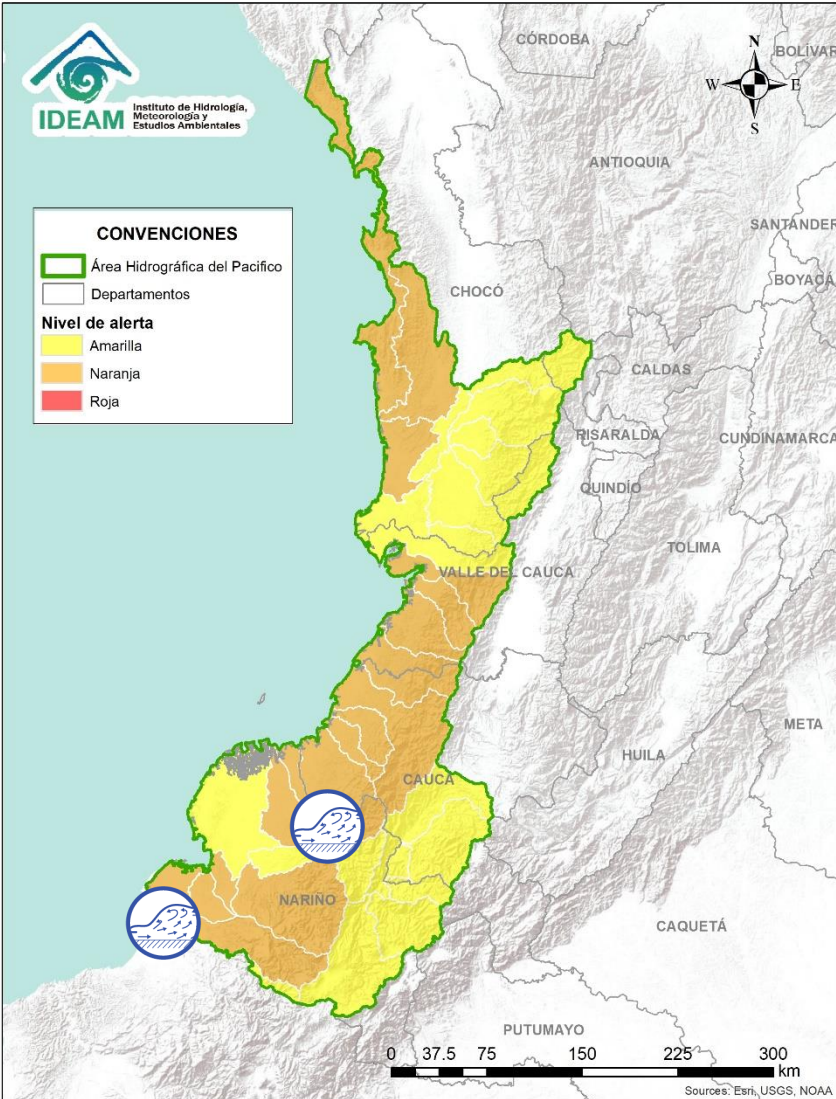 IDEAM
Instituto de Hidrología,
Meteorología y
Estudios Ambientales
N
W
E
S
CONVENCIONES
Área Hidrográfica del Pacifico
Departamentos
Nivel de alerta
Amarilla
Naranja
Roja
CÓRDOBA
BOLÍVAR
ANTIOQUIA
SANTANDER
BOYACÁ
CHOCÓ
CALDAS
RISARALDA
CUNDINAMARCA
QUINDÍO
TOLIMA
VALLE DEL CAUCA
META
HUILA
CAUCA
NARIÑO
CAQUETÁ
PUTUMAYO
0 37.5 75 150 225 300
km
Sources: Esri, USGS, NOAA